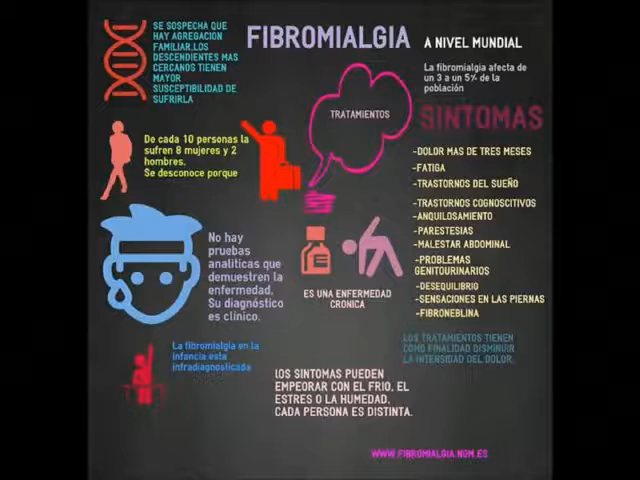 SE SOSPECHA QUE
HAY AGREGACION
FAMILIAR.LOS
DESCENDIENTES MAS
CERCANOS TIENEN
MAYOR
SUSCEPTIBILIDAD DE
SUFRIRLA
FIBROMIALGIA
A NIVEL MUNDIAL
La fibromialgia afecta de
un 3 a un 5% de la
población
TRATAMIENTOS
SINTOMAS
De cada 10 personas la
sufren 8 mujeres y 2
hombres.
Se desconoce porque
-DOLOR MAS DE TRES MESES
-FATIGA
-TRASTORNOS DEL SUEÑO
-TRASTORNOS COGNOSCITIVOS
-ANQUILOSAMIENTO
-PARESTESIAS
-MALESTAR ABDOMINAL
-PROBLEMAS
GENITOURINARIOS
-DESEQUILIBRIO
-SENSACIONES EN LAS PIERNAS
-FIBRONEBLINA
No hay
pruebas
analiticas que
demuestren la
enfermedad.
Su diagnóstico
es clínico.
ES UNA ENFERMEDAD
CRONICA
LOS TRATAMIENTOS TIENEN
COMO FINALIDAD DISMINUIR
LA INTENSIDAD DEL DOLOR.
La fibromialgia en la
infancia esta
infradiagnosticada
lOS SINTOMAS PUEDEN
EMPEORAR CON EL FRIO, EL
ESTRES O LA HUMEDAD.
CADA PERSONA ES DISTINTA.
WWW.FIBROMIALGIA.NOM.ES